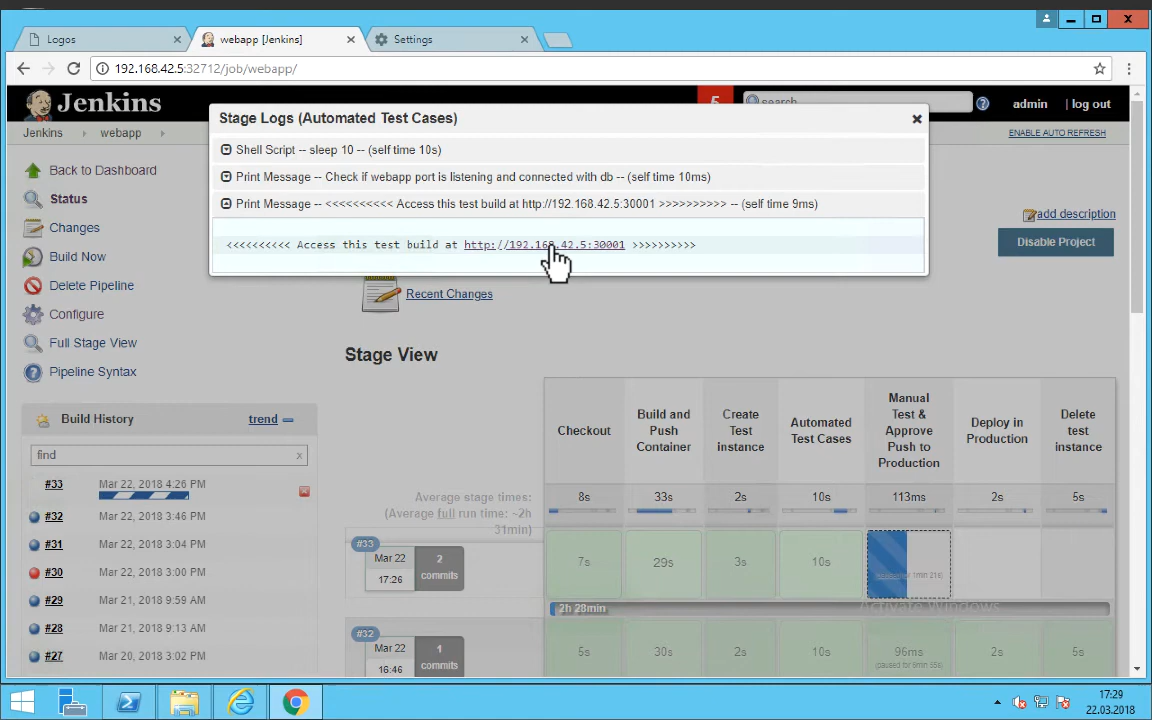 Logos
webapp [Jenkins]
Settings
192.168.42.5:32712/job/webapp/
Jenkins
5
search
admin | log out
Jenkins
webapp
ENABLE AUTO REFRESH
Stage Logs (Automated Test Cases)
Shell Script -- sleep 10 -- (self time 10s)
Print Message -- Check if webapp port is listening and connected with db -- (self time 10ms)
Print Message -- <<<<<<<<<< Access this test build at http://192.168.42.5:30001 >>>>>>>>>> -- (self time 9ms)
<<<<<<<<<< Access this test build at http://192.168.42.5:30001 >>>>>>>>>>
Back to Dashboard
Status
Changes
Build Now
Delete Pipeline
Configure
Full Stage View
Pipeline Syntax
add description
Disable Project
Recent Changes
Stage View
Build History
trend
find
x
#33 Mar 22, 2018 4:26 PM
#32 Mar 22, 2018 3:46 PM
#31 Mar 22, 2018 3:04 PM
#30 Mar 22, 2018 3:00 PM
#29 Mar 21, 2018 9:59 AM
#28 Mar 21, 2018 9:13 AM
#27 Mar 20, 2018 3:02 PM
Checkout
Build and
Push
Container
Create
Test
instance
Automated
Test Cases
Manual
Test &
Approve
Push to
Production
Deploy in
Production
Delete
test
instance
Average stage times:
(Average full run time: ~2h
31min)
8s
33s
2s
10s
113ms
2s
5s
#33
Mar 22
17:26
2
commits
7s
29s
3s
10s
(paused for 1min 21s)
2h 28min
Activate Windows
#32
Mar 22
16:46
1
commits
5s
30s
2s
10s
96ms
(paused for 9min 55s)
2s
5s
17:29
22.03.2018